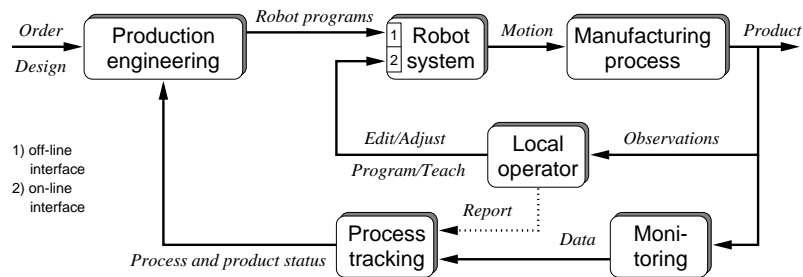 Order
Design
Production
engineering
Robot programs
1
2
Robot
system
Motion
Manufacturing
process
Product
1) off-line
interface
2) on-line
interface
Edit/Adjust
Program/Teach
Local
operator
Observations
Report
Process and product status
Process
tracking
Data
Moni-
toring